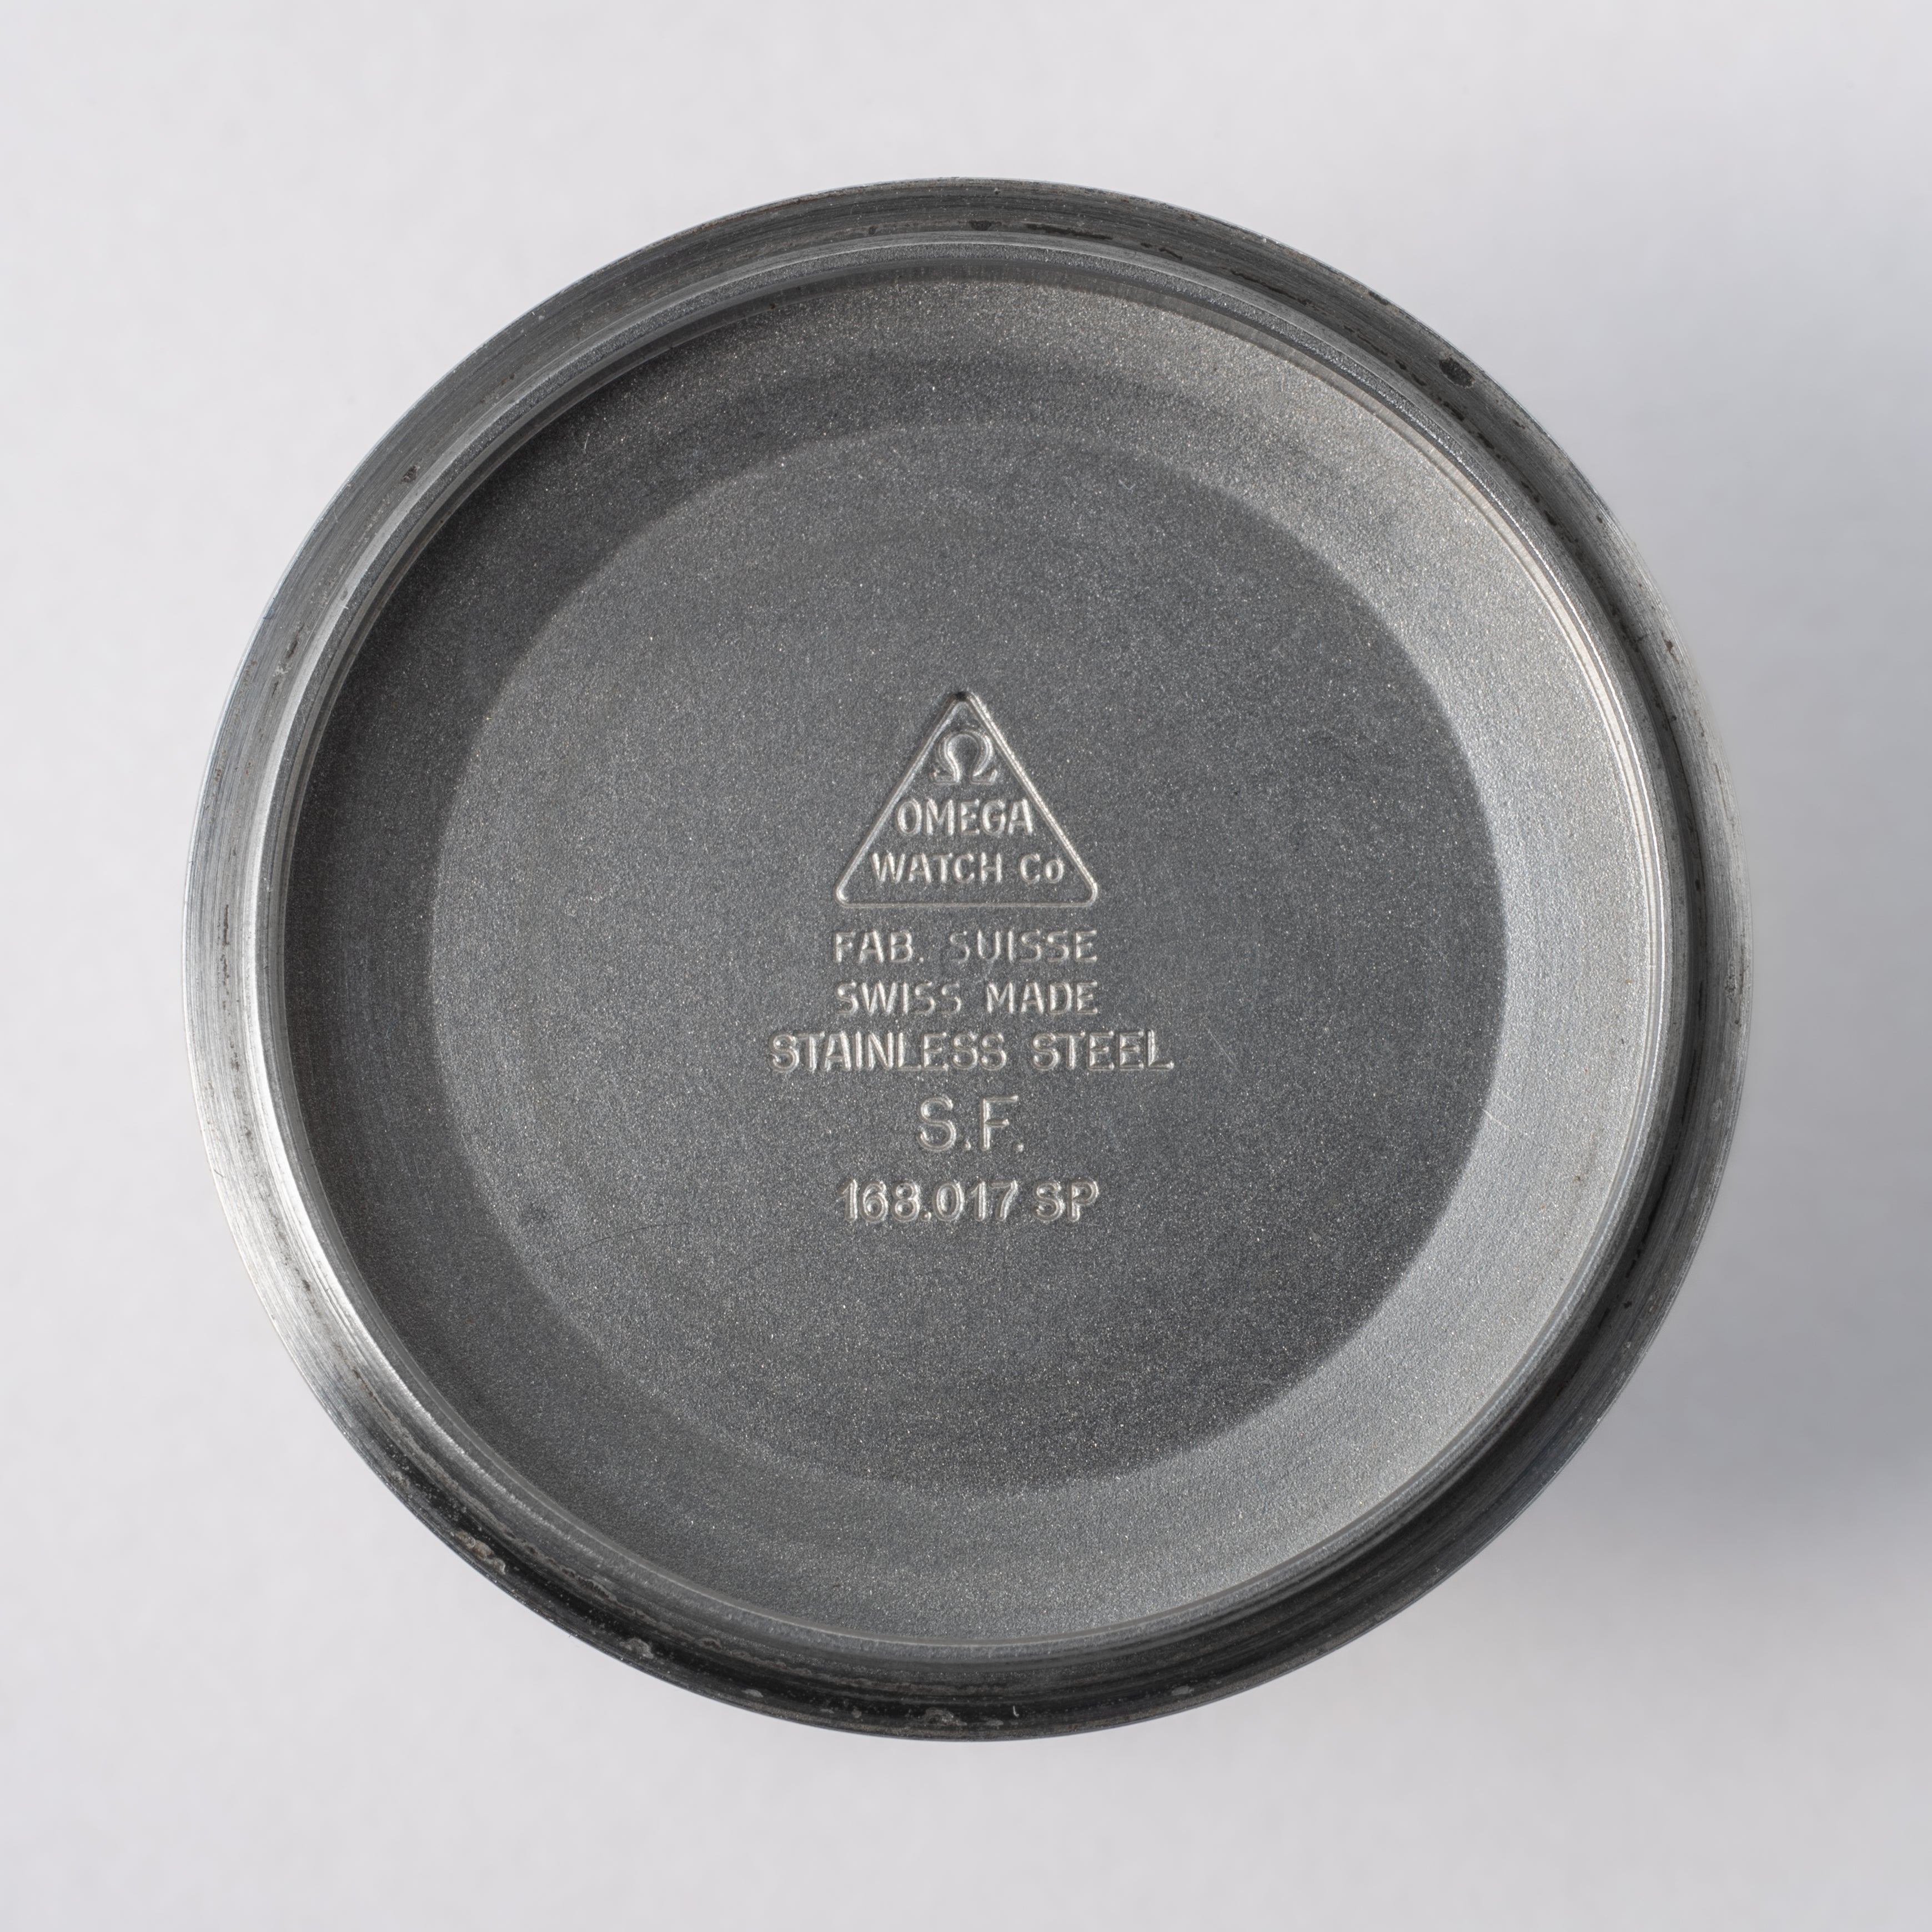 Ω
OMEGA
WATCH Co
FAB. SUISSE
SWISS MADE
STAINLESS STEEL
S.F.
168.017 SP